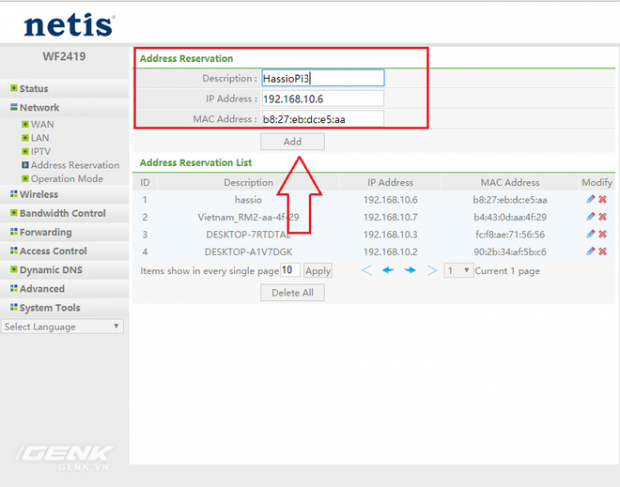 netis
WF2419
Status
Network
WAN
LAN
IPTV
Address Reservation
Operation Mode
Wireless
Bandwidth Control
Forwarding
Access Control
Dynamic DNS
Advanced
System Tools
Select Language
Address Reservation
Description : HassioPi3
IP Address : 192.168.10.6
MAC Address : b8:27:eb:dc:e5:aa
Add
Address Reservation List
ID Description IP Address MAC Address Modify
1 hassio 192.168.10.6 b8:27:eb:dc:e5:aa
2 Vietnam_RM2-aa-4f-29 192.168.10.7 b4:43:0d:aa:4f:29
3 DESKTOP-7RTDTAL 192.168.10.3 fc:f8:ae:71:56:56
4 DESKTOP-A1V7DGK 192.168.10.2 90:2b:34:af:5b:c6
Items show in every single page 10 Apply 1 Current 1 page
Delete All
GENK
GENK.VN